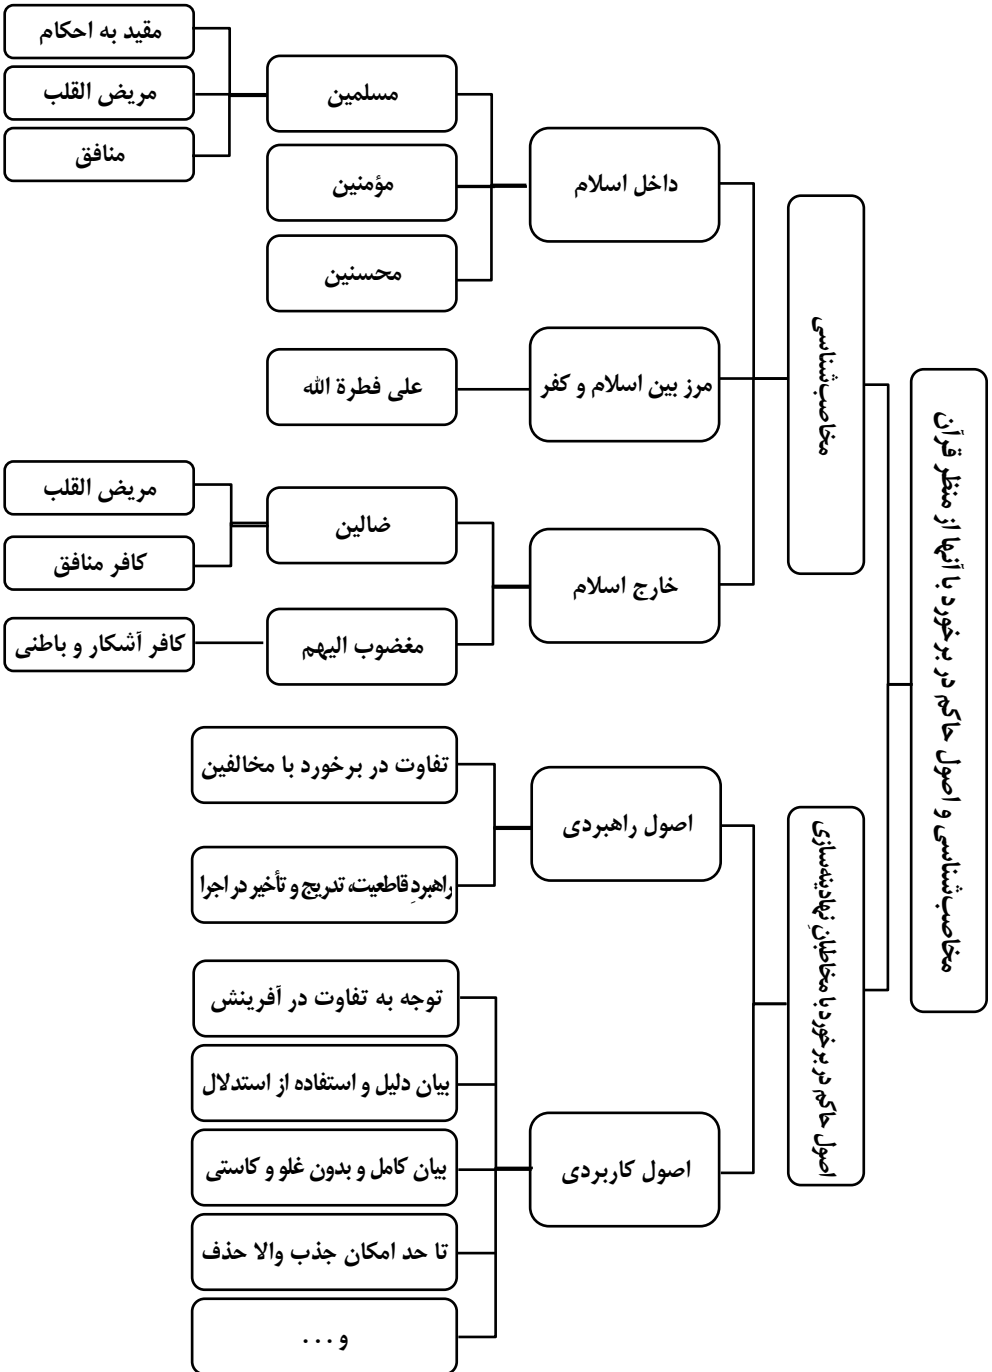 مخاصب‌شناسی و اصول حاکم در برخورد با آنها از منظر قرآن
مخاصب‌شناسی
داخل اسلام
مسلمین
مقید به احکام
مریض القلب
منافق
مؤمنین
محسنین
مرز بین اسلام و کفر
علی فطرة الله
خارج اسلام
ضالین
مریض القلب
کافر منافق
مغضوب الیهم
کافر آشکار و باطنی
اصول حاکم در برخورد با مخاطبانِ نهادینه‌سازی
اصول راهبردی
تفاوت در برخورد با مخالفین
راهبردِ قاطعیت، تدریج و تأخیر در اجرا
اصول کاربردی
توجه به تفاوت در آفرینش
بیان دلیل و استفاده از استدلال
بیان کامل و بدون غلو و کاستی
تا حد امکان جذب والا حذف
و . . .